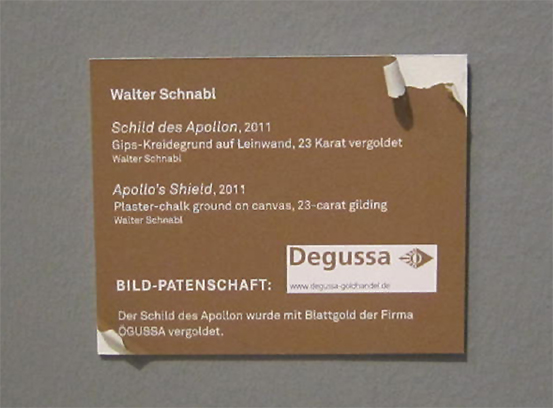 Walter Schnabl
Schild des Apollon, 2011
Gips-Kreidegrund auf Leinwand, 23 Karat vergoldet
Walter Schnabl
Apollo's Shield, 2011
Plaster-chalk ground on canvas, 23-carat gilding
Walter Schnabl
Degussa
www.degussa-goldhandel.de
BILD-PATENSCHAFT:
Der Schild des Apollon wurde mit Blattgold der Firma
ÖGUSSA vergoldet.